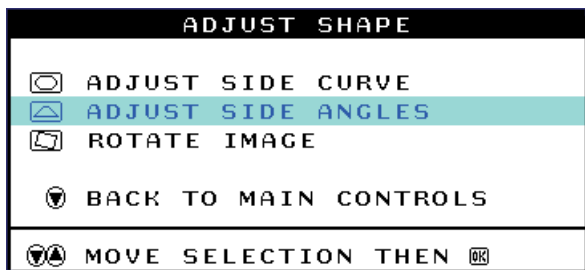 ADJUST SHAPE
ADJUST SIDE CURVE
ADJUST SIDE ANGLES
ROTATE IMAGE
BACK TO MAIN CONTROLS
MOVE SELECTION THEN OK